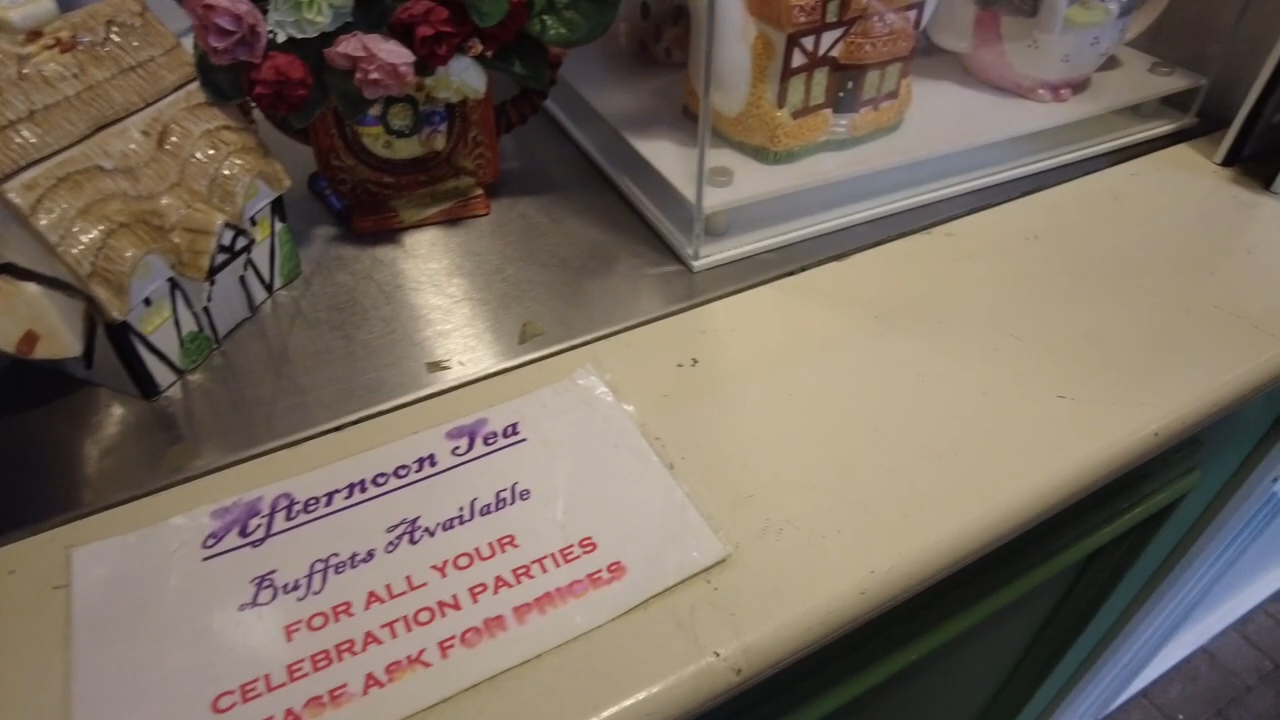 Afternoon Tea
Buffets Available
FOR ALL YOUR
CELEBRATION PARTIES
ASK FOR PRICES